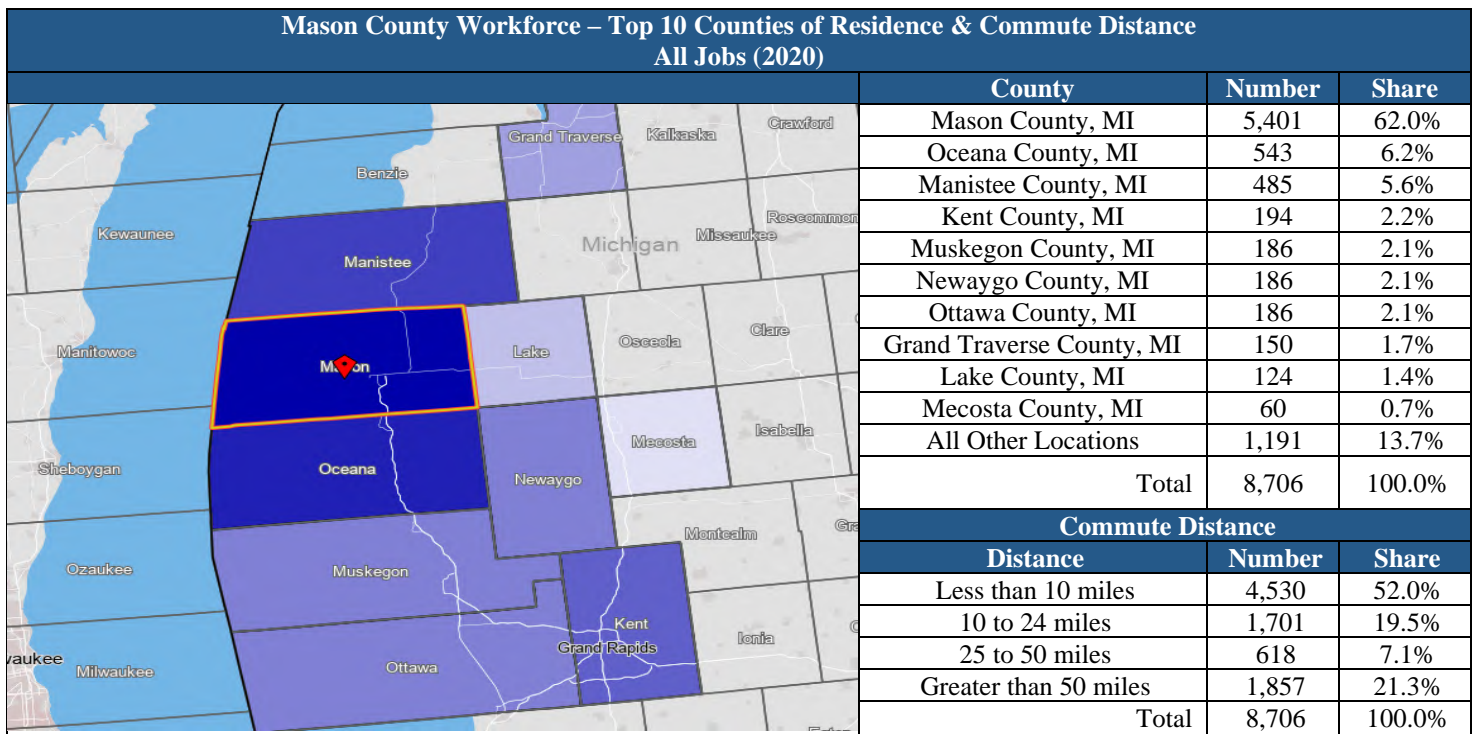 Mason County Workforce – Top 10 Counties of Residence & Commute Distance
All Jobs (2020)
County Number Share
Mason County, MI 5,401 62.0%
Oceana County, MI 543 6.2%
Manistee County, MI 485 5.6%
Kent County, MI 194 2.2%
Muskegon County, MI 186 2.1%
Newaygo County, MI 186 2.1%
Ottawa County, MI 186 2.1%
Grand Traverse County, MI 150 1.7%
Lake County, MI 124 1.4%
Mecosta County, MI 60 0.7%
All Other Locations 1,191 13.7%
Total 8,706 100.0%
Commute Distance
Distance Number Share
Less than 10 miles 4,530 52.0%
10 to 24 miles 1,701 19.5%
25 to 50 miles 618 7.1%
Greater than 50 miles 1,857 21.3%
Total 8,706 100.0%
Crawford
Grand Traverse
Kalkaska
Benzie
Roscommon
Kewaunee
Michigan
Missaukee
Manistee
Manitowoc
Lake
Osceola
Clare
Sheboygan
Oceana
Newaygo
Mecosta
Isabella
Montcalm
Gra
Ozaukee
Muskegon
Kent
Ionia
Grand Rapids
vaukee
Milwaukee
Ottawa